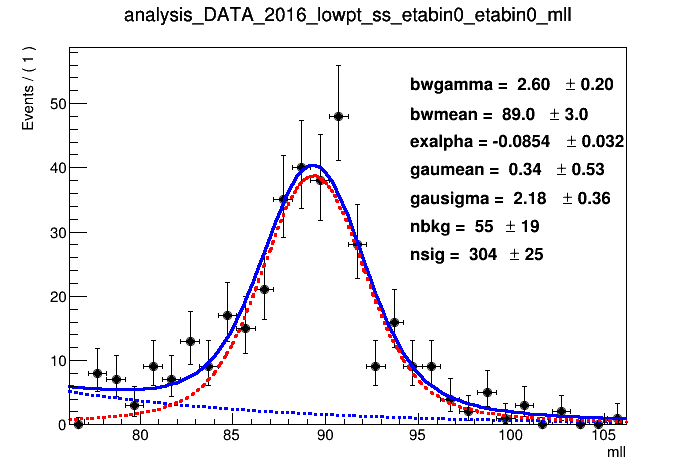 analysis_DATA_2016_lowpt_ss_etabin0_etabin0_mll
Events / ( 1 )
bwgamma = 2.60 ± 0.20
bwmean = 89.0 ± 3.0
exalpha = -0.0854 ± 0.032
gaumean = 0.34 ± 0.53
gausigma = 2.18 ± 0.36
nbkg = 55 ± 19
nsig = 304 ± 25
50
40
30
20
10
0
80 85 90 95 100 105
mll